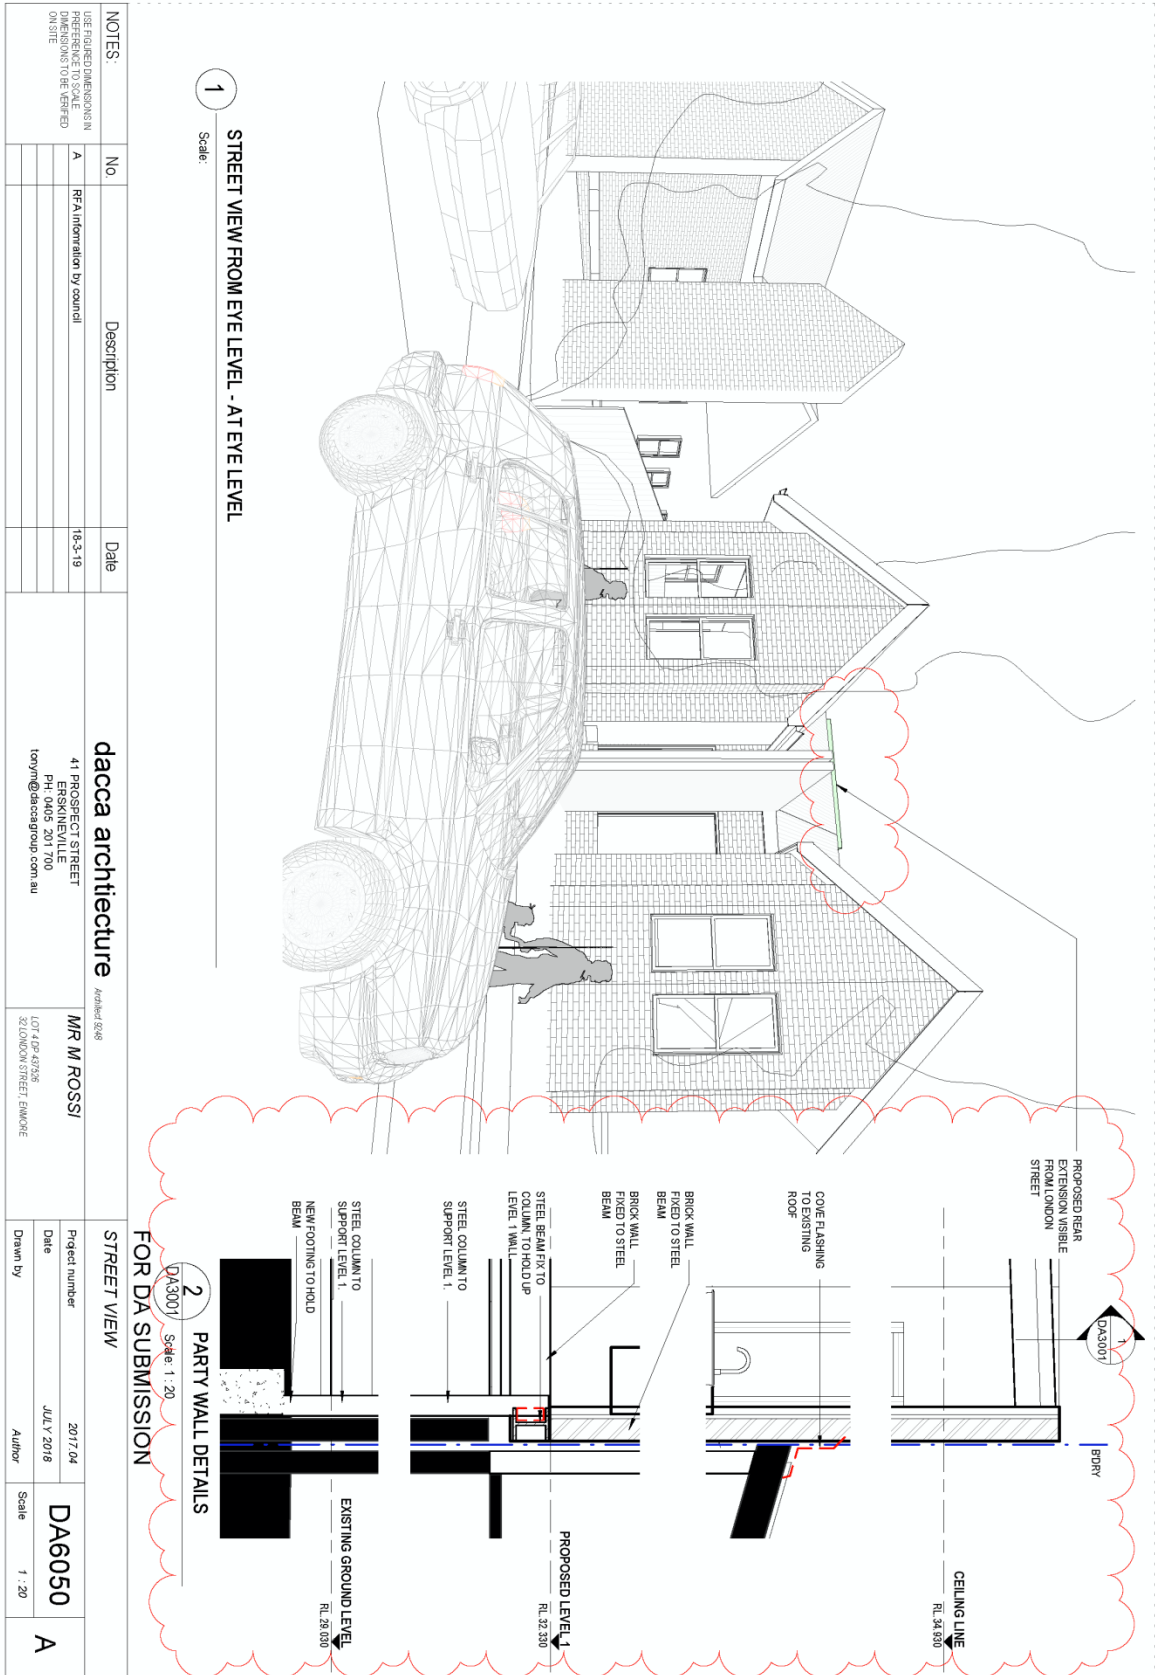 1
STREET VIEW FROM EYE LEVEL - AT EYE LEVEL
Scale:
PROPOSED REAR
EXTENSION VISIBLE
FROM LONDON
STREET
1
DA3001
B'DRY
COVE FLASHING
TO EXISTING
ROOF
BRICK WALL
FIXED TO STEEL
BEAM
BRICK WALL
FIXED TO STEEL
BEAM
STEEL BEAM FIX TO
COLUMN, TO HOLD UP
LEVEL 1 WALL
STEEL COLUMN TO
SUPPORT LEVEL 1.
STEEL COLUMN TO
SUPPORT LEVEL 1.
NEW FOOTING TO HOLD
BEAM
CEILING LINE
RL. 34.930
PROPOSED LEVEL 1
RL. 32.330
EXISTING GROUND LEVEL
RL. 29.030
2
DA3001
PARTY WALL DETAILS
Scale: 1 : 20
NOTES:
USE FIGURED DIMENSIONS IN
PREFERENCE TO SCALE.
DIMENSIONS TO BE VERIFIED
ON SITE
No.
Description
Date
A
RFA infomration by council
18-3-19
dacca archtiecture
Architect 9248
41 PROSPECT STREET
ERSKINEVILLE
PH: 0405 201 700
tonym@daccagroup.com.au
MR M ROSSI
LOT 4 DP 437526
32 LONDON STREET, ENMORE
FOR DA SUBMISSION
STREET VIEW
Project number
2017.04
Date
JULY 2018
Drawn by
Author
DA6050
Scale
1 : 20
A